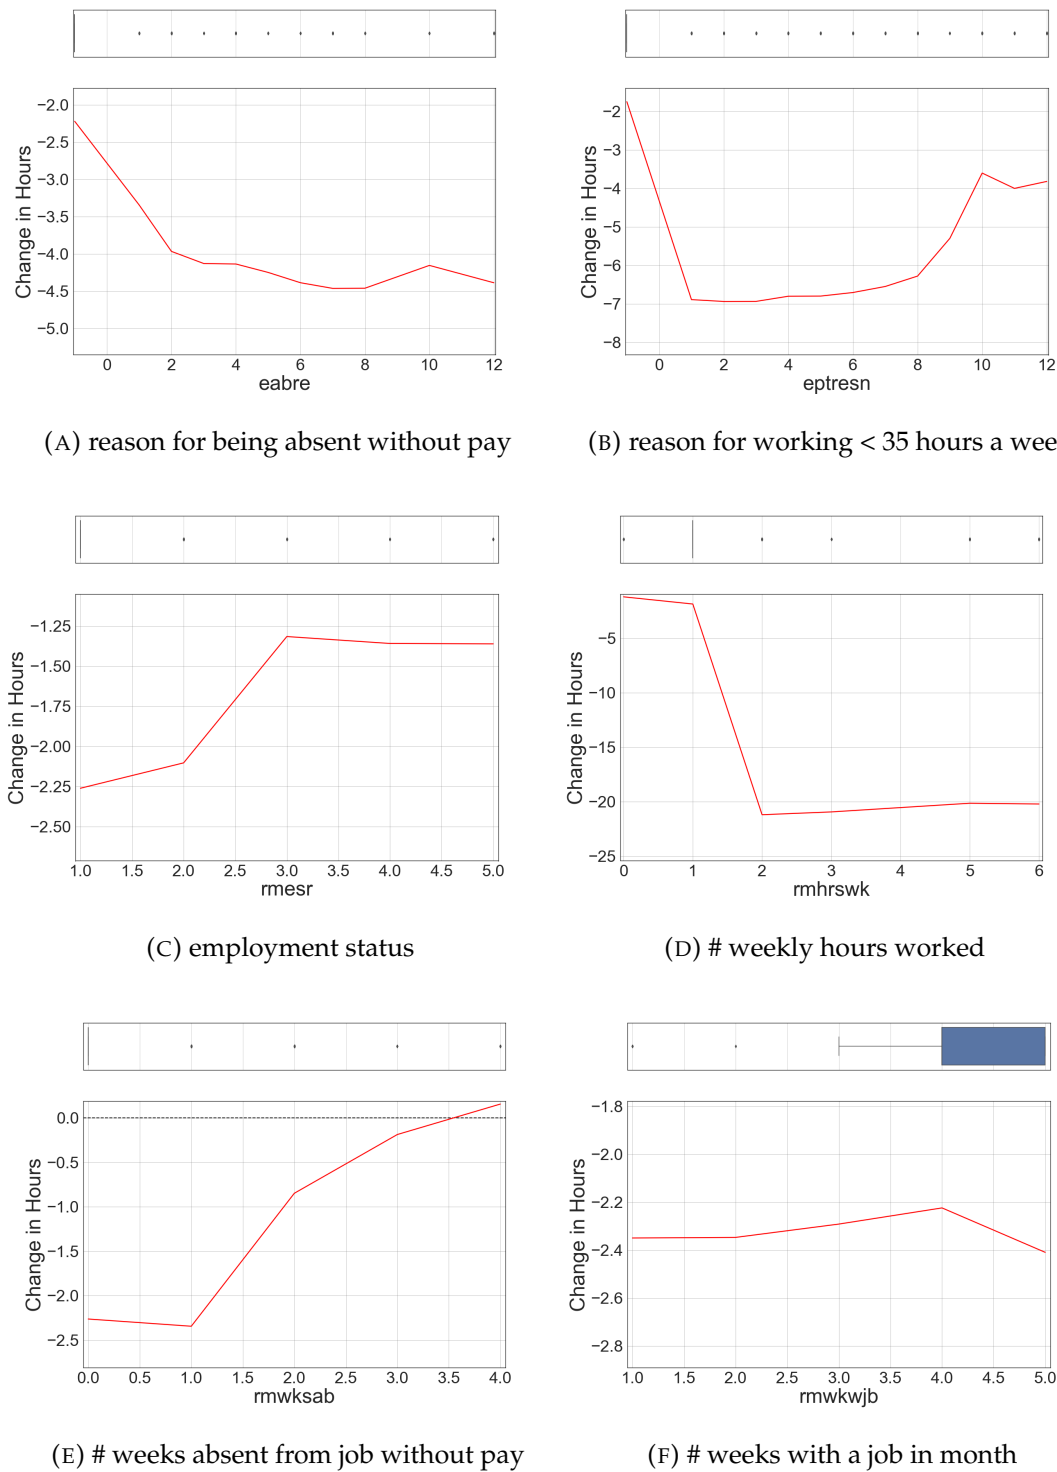 −2.0
−2.5
−3.0
−3.5
−4.0
−4.5
−5.0
Change in Hours
0 2 4 6 8 10 12
eabre
−2
−3
−4
−5
−6
−7
−8
Change in Hours
0 2 4 6 8 10 12
eptresn
(A) reason for being absent without pay
(B) reason for working < 35 hours a wee
−1.25
−1.50
−1.75
−2.00
−2.25
−2.50
Change in Hours
1.0 1.5 2.0 2.5 3.0 3.5 4.0 4.5 5.0
rmesr
−5
−10
−15
−20
−25
Change in Hours
0 1 2 3 4 5 6
rmhrswk
(C) employment status
(D) # weekly hours worked
0.0
−0.5
−1.0
−1.5
−2.0
−2.5
Change in Hours
0.0 0.5 1.0 1.5 2.0 2.5 3.0 3.5 4.0
rmwksab
−1.8
−2.0
−2.2
−2.4
−2.6
−2.8
Change in Hours
1.0 1.5 2.0 2.5 3.0 3.5 4.0 4.5 5.0
rmwkwjb
(E) # weeks absent from job without pay
(F) # weeks with a job in month